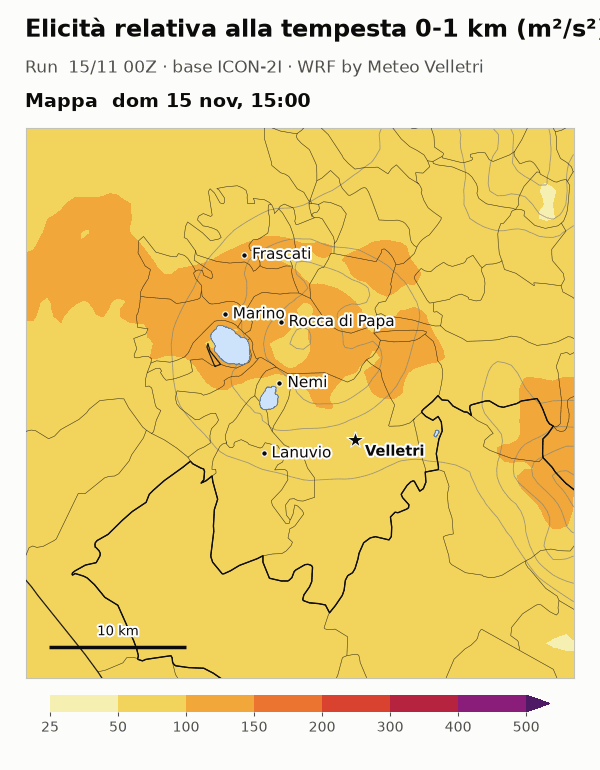 Elicità relativa alla tempesta 0-1 km (m²/s²)
Run 15/11 00Z · base ICON-2I · WRF by Meteo Velletri
Mappa dom 15 nov, 15:00
Frascati
Marino
Rocca di Papa
Nemi
Velletri
Lanuvio
10 km
25 50 100 150 200 300 400 500